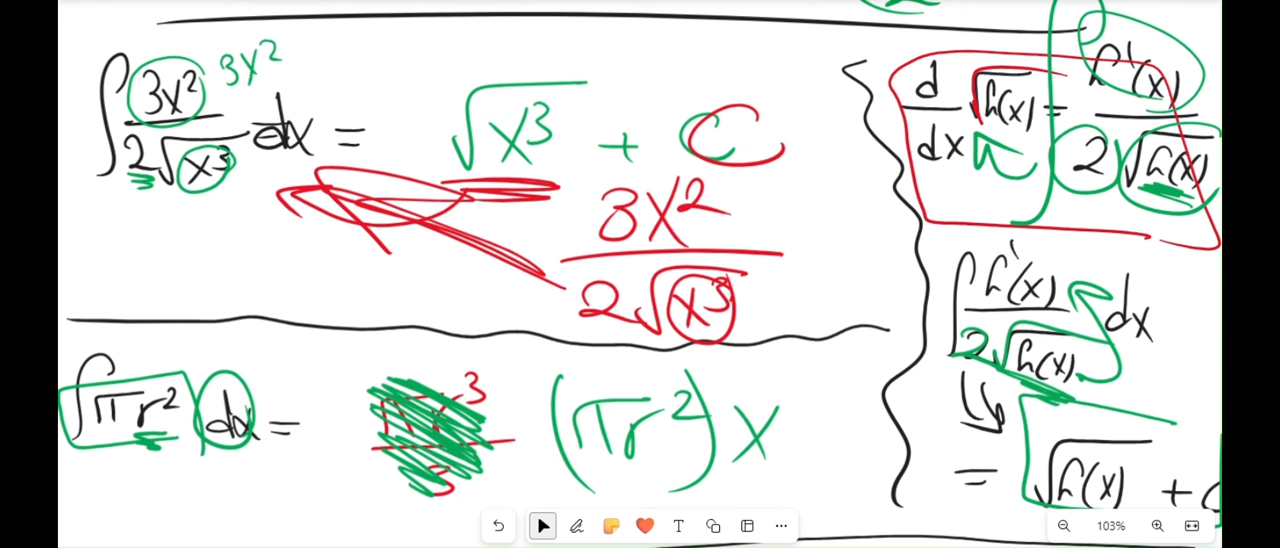 ∫ 3x²/(2√x³) dx = √x³ + C
3x²
3x²/(2√x³)
d/dx √h(x) = h'(x)/(2√h(x))
∫ h'(x)/(2√h(x)) dx
= √h(x) + C
∫ πr² dx = (πr²)x
103%